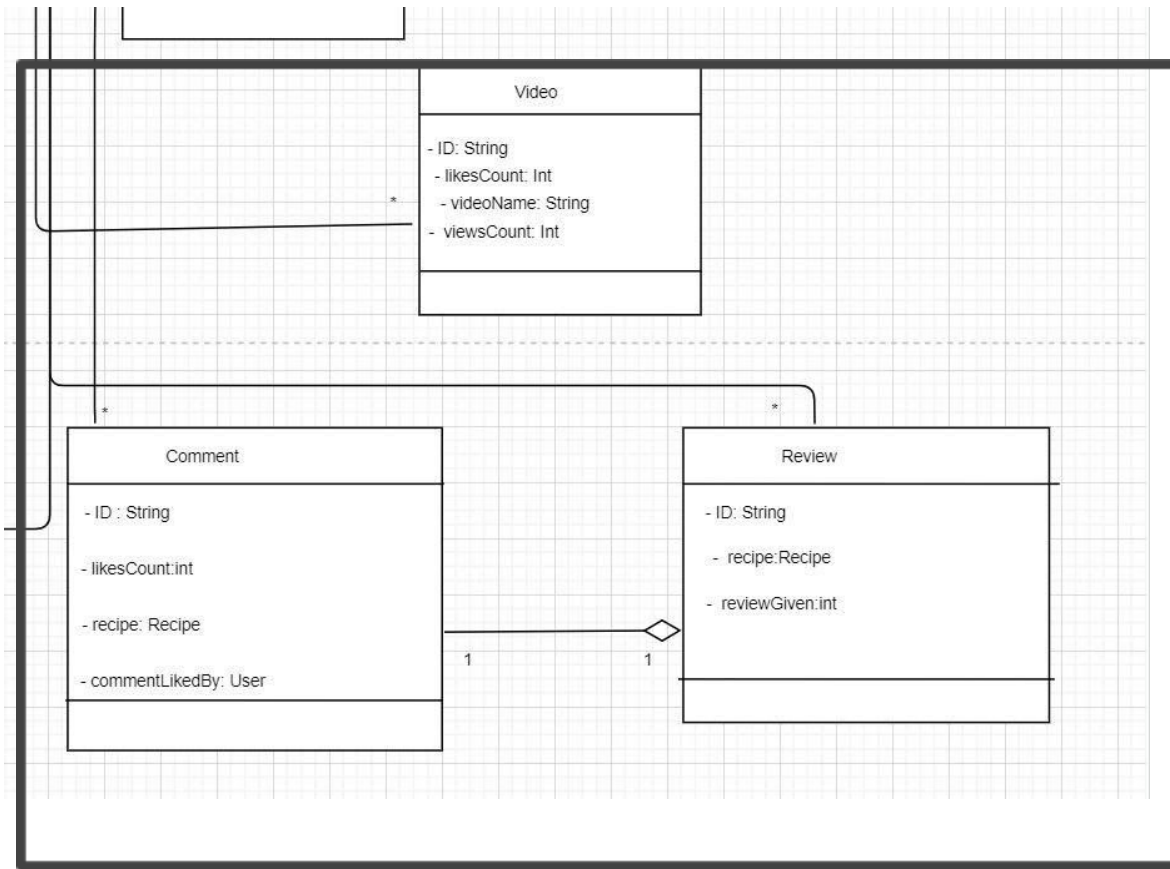 Video
- ID: String
- likesCount: Int
- videoName: String
*
- viewsCount: Int
*
*
Comment
- ID : String
- likesCount:int
- recipe: Recipe
- commentLikedBy: User
Review
- ID: String
- recipe:Recipe
- reviewGiven:int
1
1